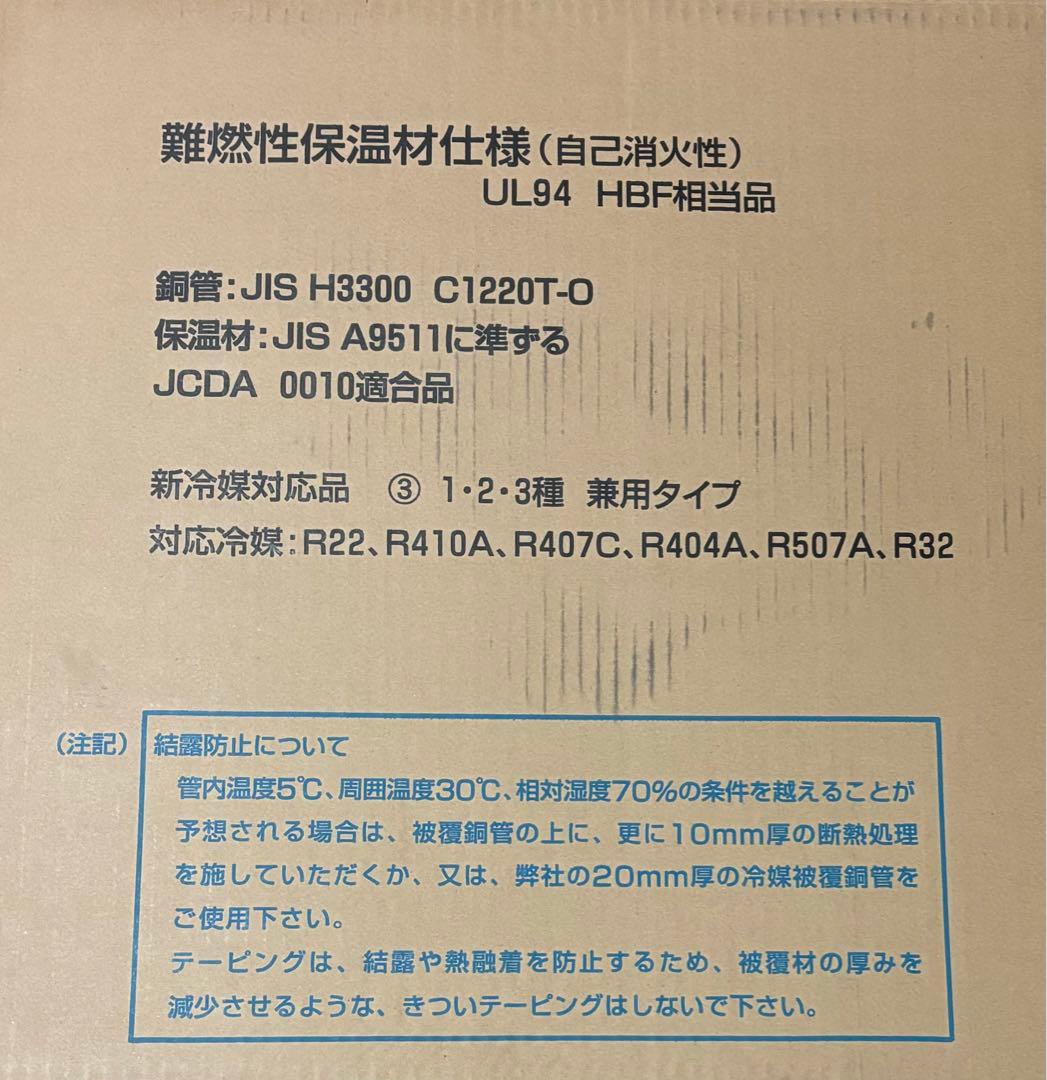 難燃性保温材仕様(自己消火性)
UL94 HBF相当品
銅管:JIS H3300 C1220T-O
保温材:JIS A9511に準ずる
JCDA 0010適合品
新冷媒対応品 ③ 1・2・3種 兼用タイプ
対応冷媒:R22、R410A、R407C、R404A、R507A、R32
(注記) 結露防止について
管内温度5℃、周囲温度30℃、相対湿度70%の条件を越えることが
予想される場合は、被覆銅管の上に、更に10mm厚の断熱処理
を施していただくか、又は、弊社の20mm厚の冷媒被覆銅管を
ご使用下さい。
テーピングは、結露や熱融着を防止するため、被覆材の厚みを
減少させるような、きついテーピングはしないで下さい。